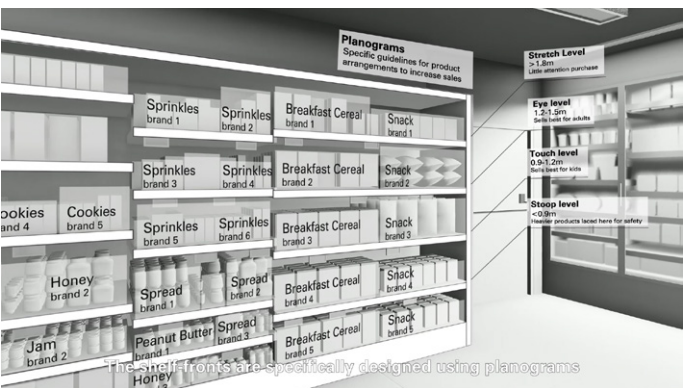 Planograms
Specific guidelines for product
arrangements to increase sales
Stretch Level
>1.8m
Little attention purchase
Eye level
1.2-1.5m
Sells best for adults
Touch level
0.9-1.2m
Sells best for kids
Stoop level
<0.9m
Heavier products laced here for safety
Sprinkles
brand 1
Sprinkles
brand 2
Breakfast Cereal
brand 1
Snack
brand 1
Sprinkles
brand 3
Sprinkles
brand 4
Breakfast Cereal
brand 2
Snack
brand 2
ookies
and 4
Cookies
brand 5
Sprinkles
brand 5
Sprinkles
brand 6
Breakfast Cereal
brand 3
Snack
brand 3
Honey
brand 2
Spread
brand 1
Spread
brand 2
Breakfast Cereal
brand 4
Snack
brand 4
Jam
brand 2
Peanut Butter
brand 1
Spread
brand 3
Breakfast Cereal
brand 5
Snack
brand 5
Honey
The shelf-fronts are specifically designed using planograms